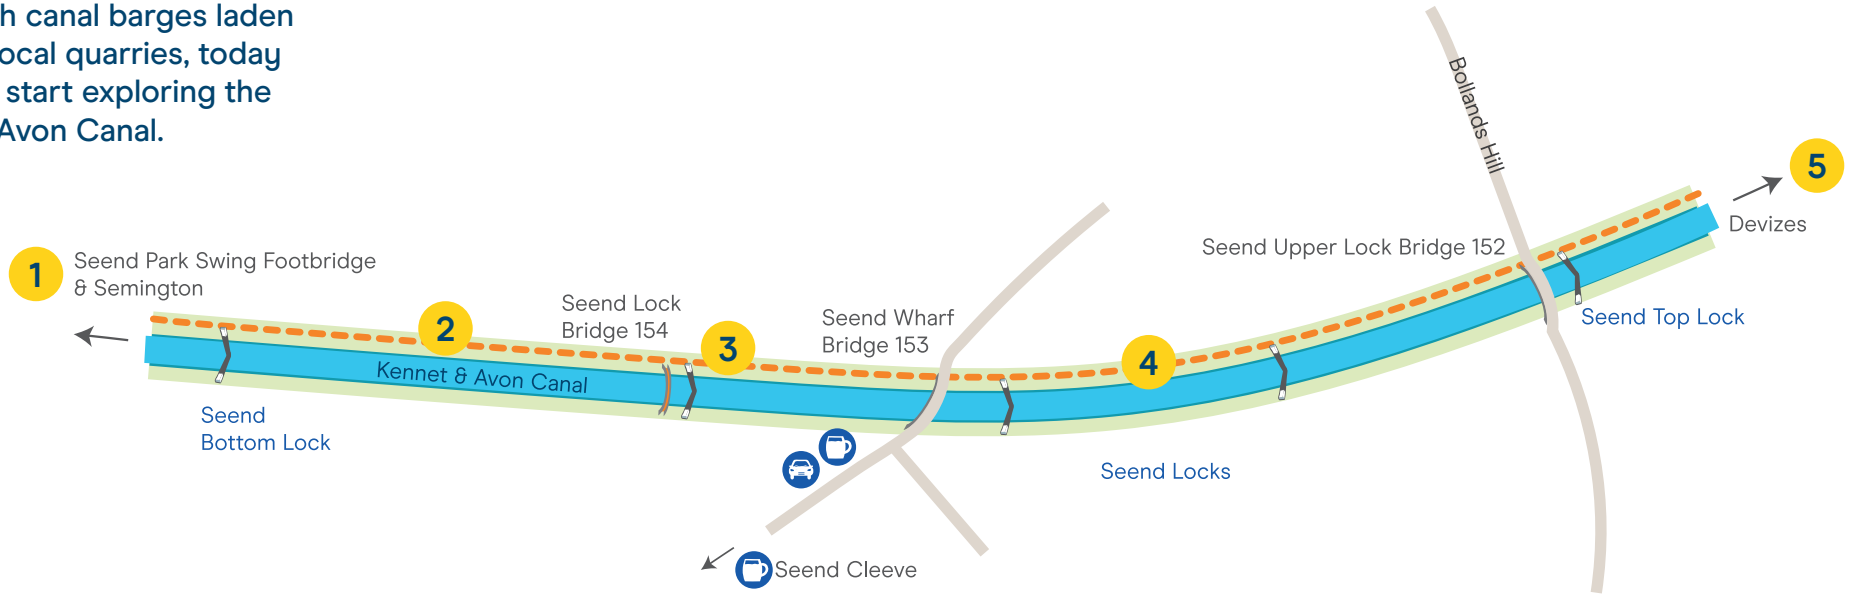 h canal barges laden
ocal quarries, today
start exploring the
Avon Canal.
Bollands Hill
5
Devizes
1
Seend Park Swing Footbridge
& Semington
2
Seend Lock
Bridge 154
3
Seend Wharf
Bridge 153
4
Seend Upper Lock Bridge 152
Seend Top Lock
Kennet & Avon Canal
Seend
Bottom Lock
Seend Locks
Seend Cleeve